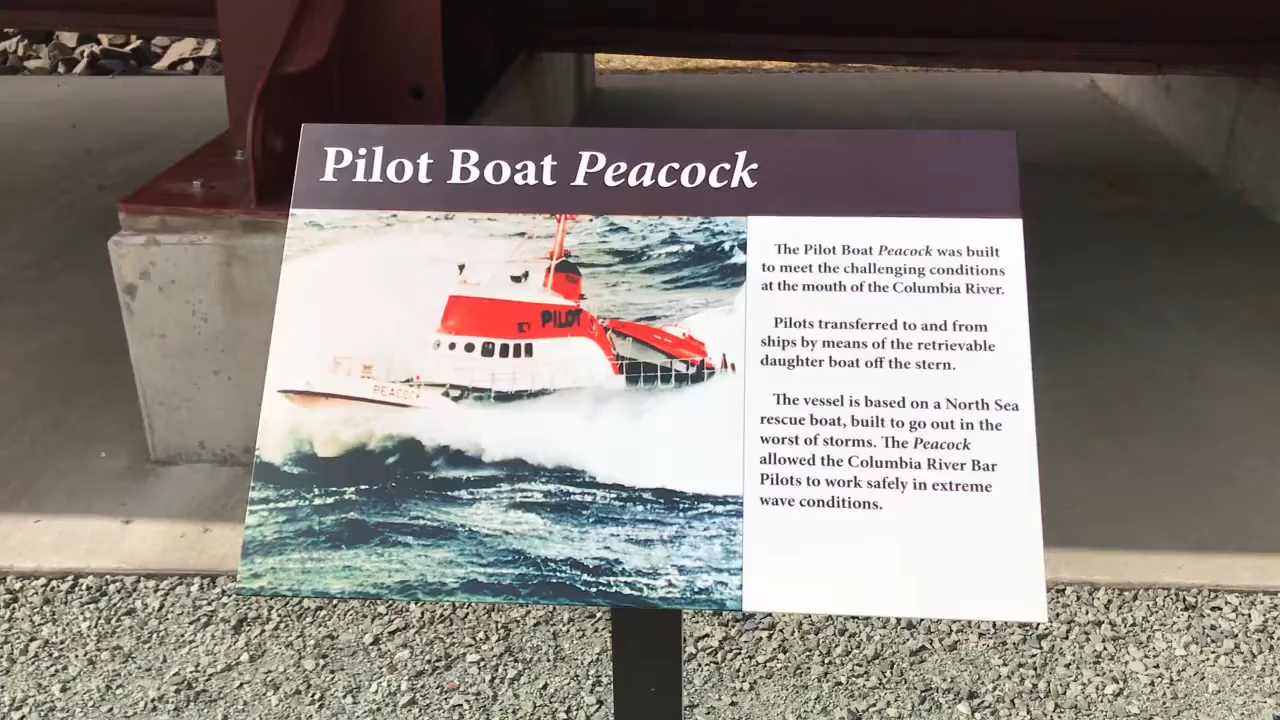 Pilot Boat Peacock
PILOT
PEACOCK
The Pilot Boat Peacock was built
to meet the challenging conditions
at the mouth of the Columbia River.
Pilots transferred to and from
ships by means of the retrievable
daughter boat off the stern.
The vessel is based on a North Sea
rescue boat, built to go out in the
worst of storms. The Peacock
allowed the Columbia River Bar
Pilots to work safely in extreme
wave conditions.